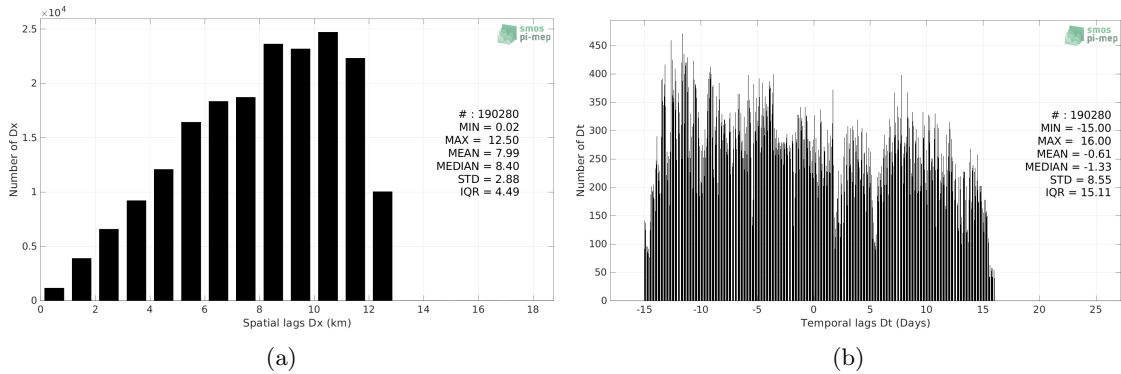 ×10⁴
2.5
2
1.5
1
0.5
0
Number of Dx
0 2 4 6 8 10 12 14 16 18
Spatial lags Dx (km)
smos
pi-mep
# : 190280
MIN = 0.02
MAX = 12.50
MEAN = 7.99
MEDIAN = 8.40
STD = 2.88
IQR = 4.49
(a)
450
400
350
300
250
200
150
100
50
0
Number of Dt
-15 -10 -5 0 5 10 15 20 25
Temporal lags Dt (Days)
smos
pi-mep
# : 190280
MIN = -15.00
MAX = 16.00
MEAN = -0.61
MEDIAN = -1.33
STD = 8.55
IQR = 15.11
(b)